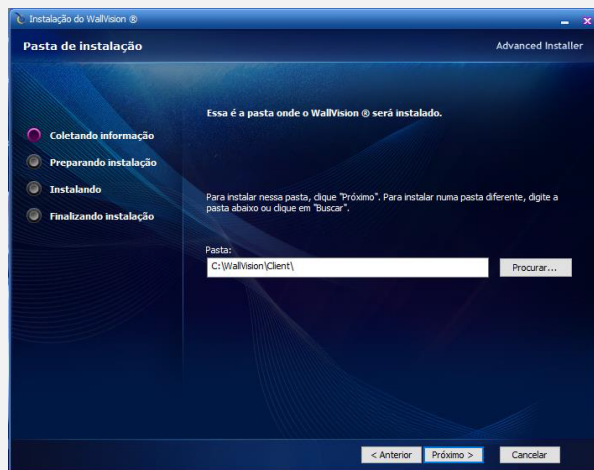 Instalação do WallVision ®
Pasta de instalação
Advanced Installer
Essa é a pasta onde o WallVision ® será instalado.
Coletando informação
Preparando instalação
Instalando
Finalizando instalação
Para instalar nessa pasta, clique "Próximo". Para instalar numa pasta diferente, digite a
pasta abaixo ou clique em "Buscar".
Pasta:
C:\WallVision\Client\
Procurar...
< Anterior
Próximo >
Cancelar